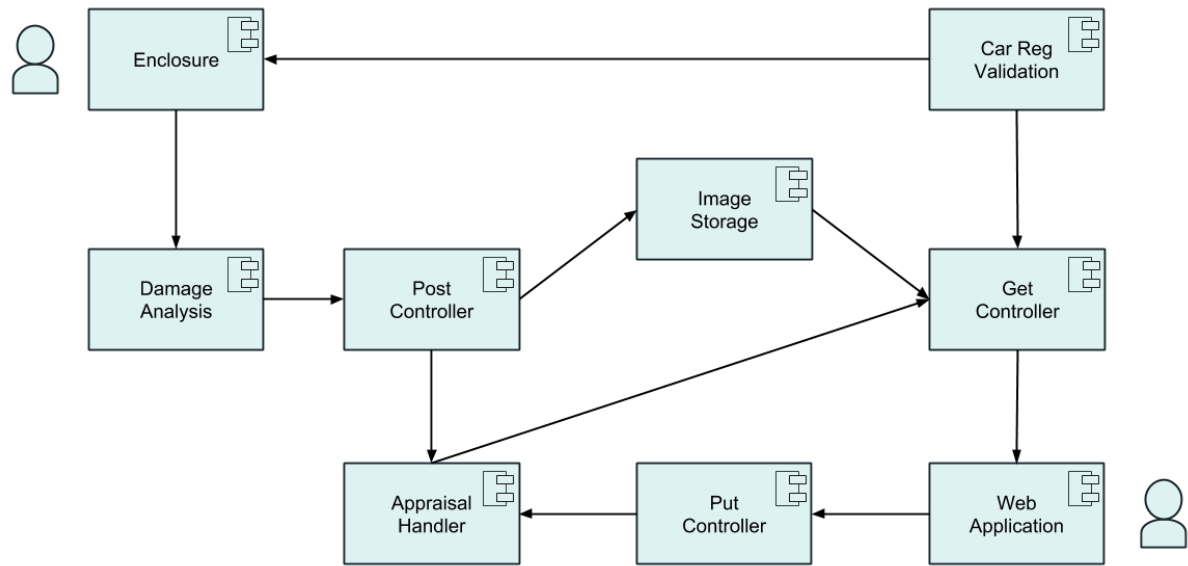 Enclosure
Car Reg
Validation
Image
Storage
Damage
Analysis
Post
Controller
Get
Controller
Appraisal
Handler
Put
Controller
Web
Application